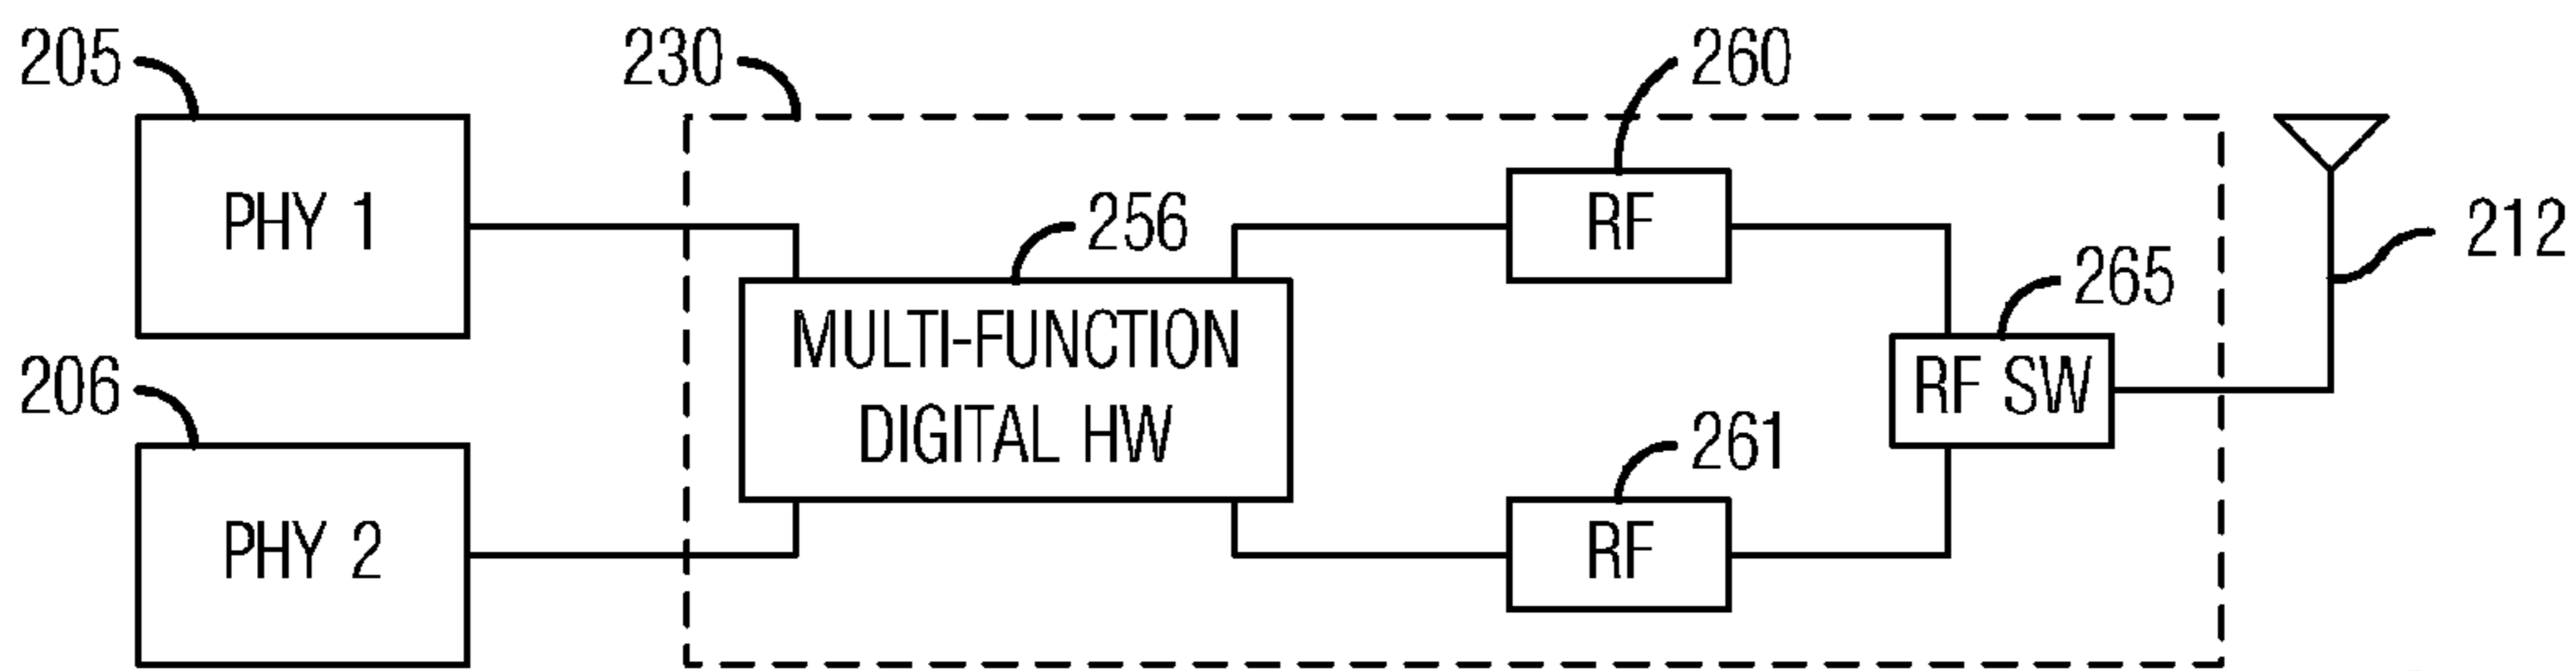 205
230
260
PHY 1
256
RF
212
265
MULTI-FUNCTION
DIGITAL HW
RF SW
206
261
PHY 2
RF